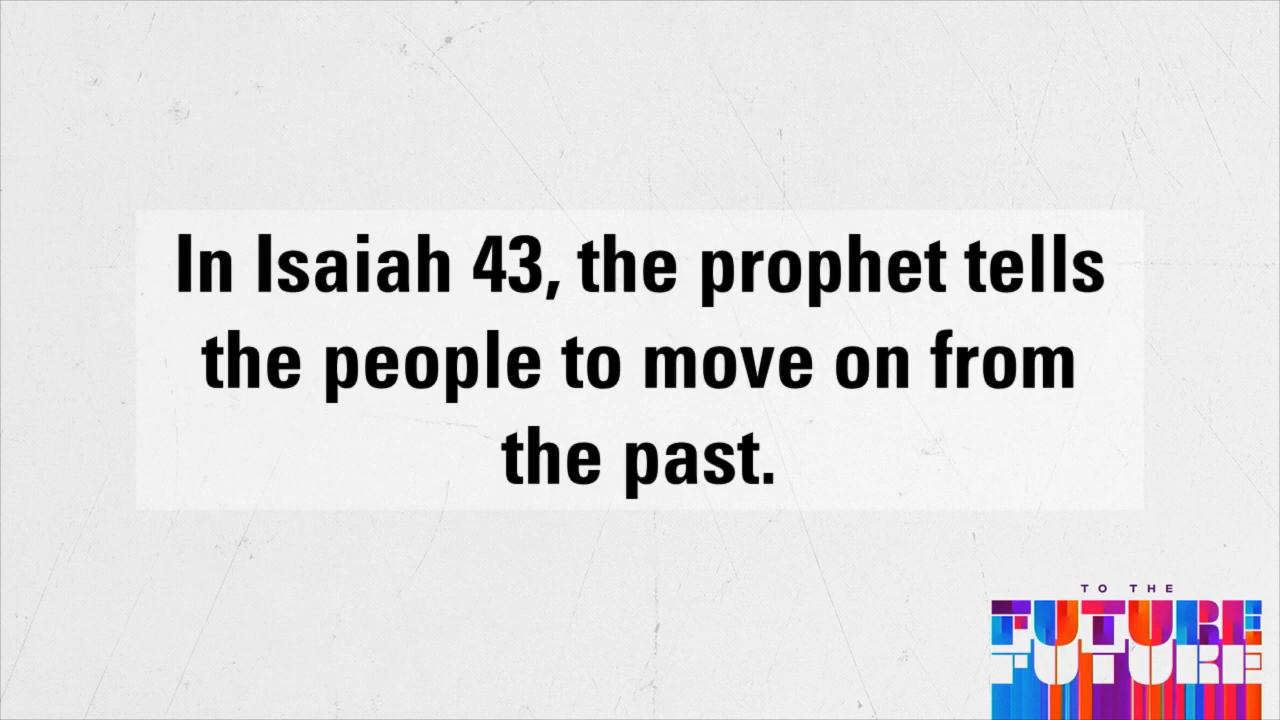 In Isaiah 43, the prophet tells
the people to move on from
the past.
TO THE
FUTURE
FUTURE